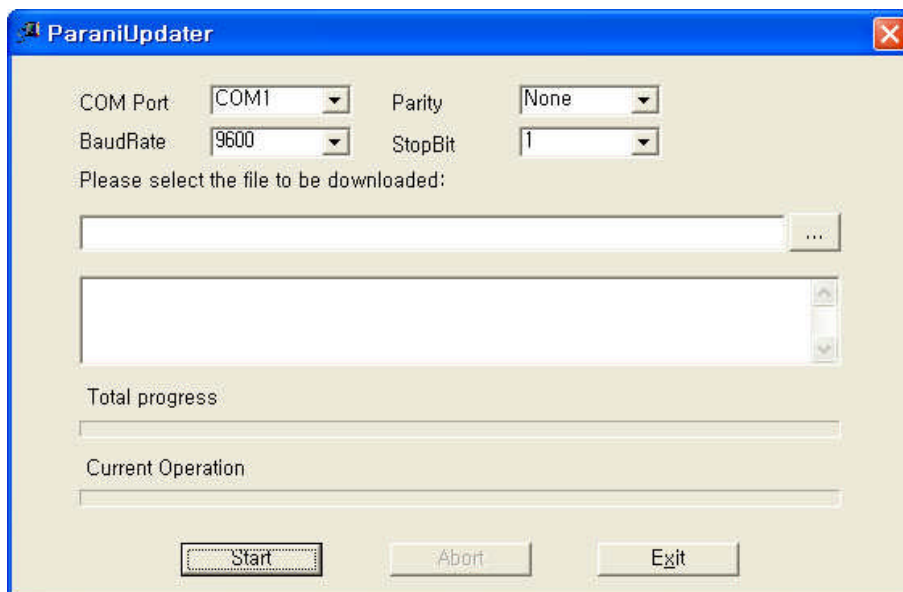 ParaniUpdater
COM Port COM1 Parity None
BaudRate 9600 StopBit 1
Please select the file to be downloaded:
...
Total progress
Current Operation
Start Abort Exit